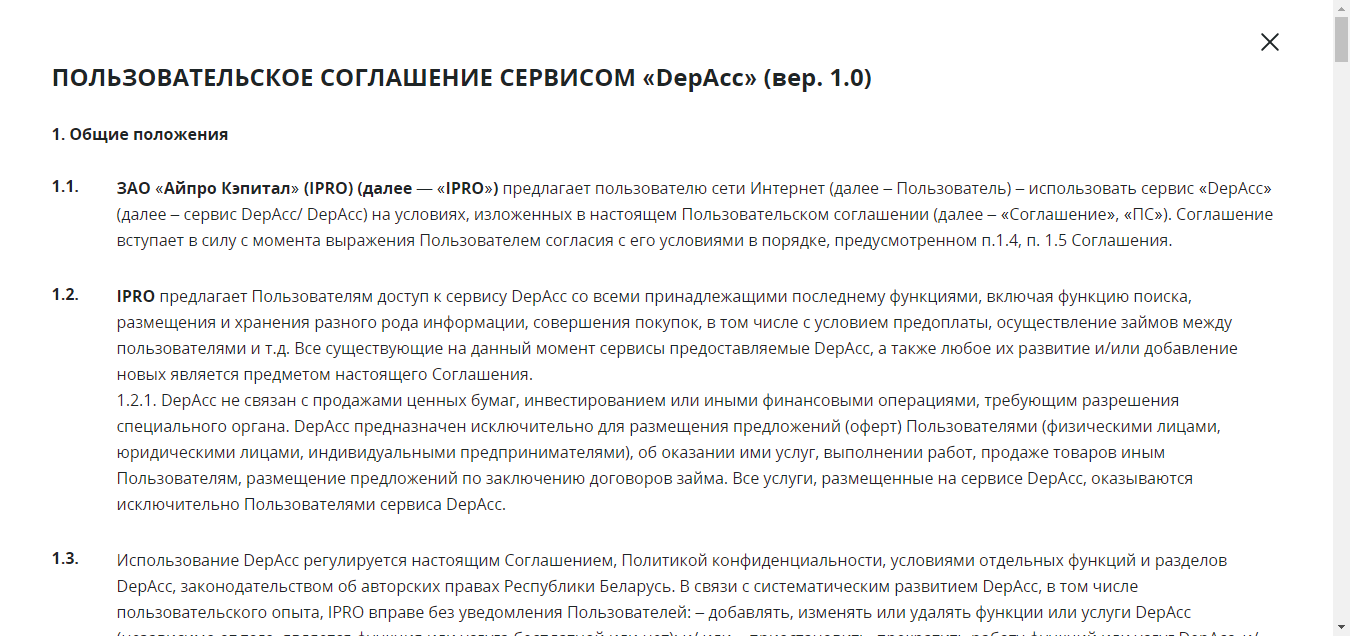 ПОЛЬЗОВАТЕЛЬСКОЕ СОГЛАШЕНИЕ СЕРВИСОМ «DepAcc» (вер. 1.0)
1. Общие положения
1.1. ЗАО «Айпро Кэпитал» (IPRO) (далее — «IPRO») предлагает пользователю сети Интернет (далее – Пользователь) – использовать сервис «DepAcc»
(далее – сервис DepAcc/ DepAcc) на условиях, изложенных в настоящем Пользовательском соглашении (далее – «Соглашение», «ПС»). Соглашение
вступает в силу с момента выражения Пользователем согласия с его условиями в порядке, предусмотренном п.1.4, п. 1.5 Соглашения.
1.2. IPRO предлагает Пользователям доступ к сервису DepAcc со всеми принадлежащими последнему функциями, включая функцию поиска,
размещения и хранения разного рода информации, совершения покупок, в том числе с условием предоплаты, осуществление займов между
пользователями и т.д. Все существующие на данный момент сервисы предоставляемые DepAcc, а также любое их развитие и/или добавление
новых является предметом настоящего Соглашения.
1.2.1. DepAcc не связан с продажами ценных бумаг, инвестированием или иными финансовыми операциями, требующим разрешения
специального органа. DepAcc предназначен исключительно для размещения предложений (оферт) Пользователями (физическими лицами,
юридическими лицами, индивидуальными предпринимателями), об оказании ими услуг, выполнении работ, продаже товаров иным
Пользователям, размещение предложений по заключению договоров займа. Все услуги, размещенные на сервисе DepAcc, оказываются
исключительно Пользователями сервиса DepAcc.
1.3. Использование DepAcc регулируется настоящим Соглашением, Политикой конфиденциальности, условиями отдельных функций и разделов
DepAcc, законодательством об авторских правах Республики Беларусь. В связи с систематическим развитием DepAcc, в том числе
пользовательского опыта, IPRO вправе без уведомления Пользователей: – добавлять, изменять или удалять функции или услуги DepAcc